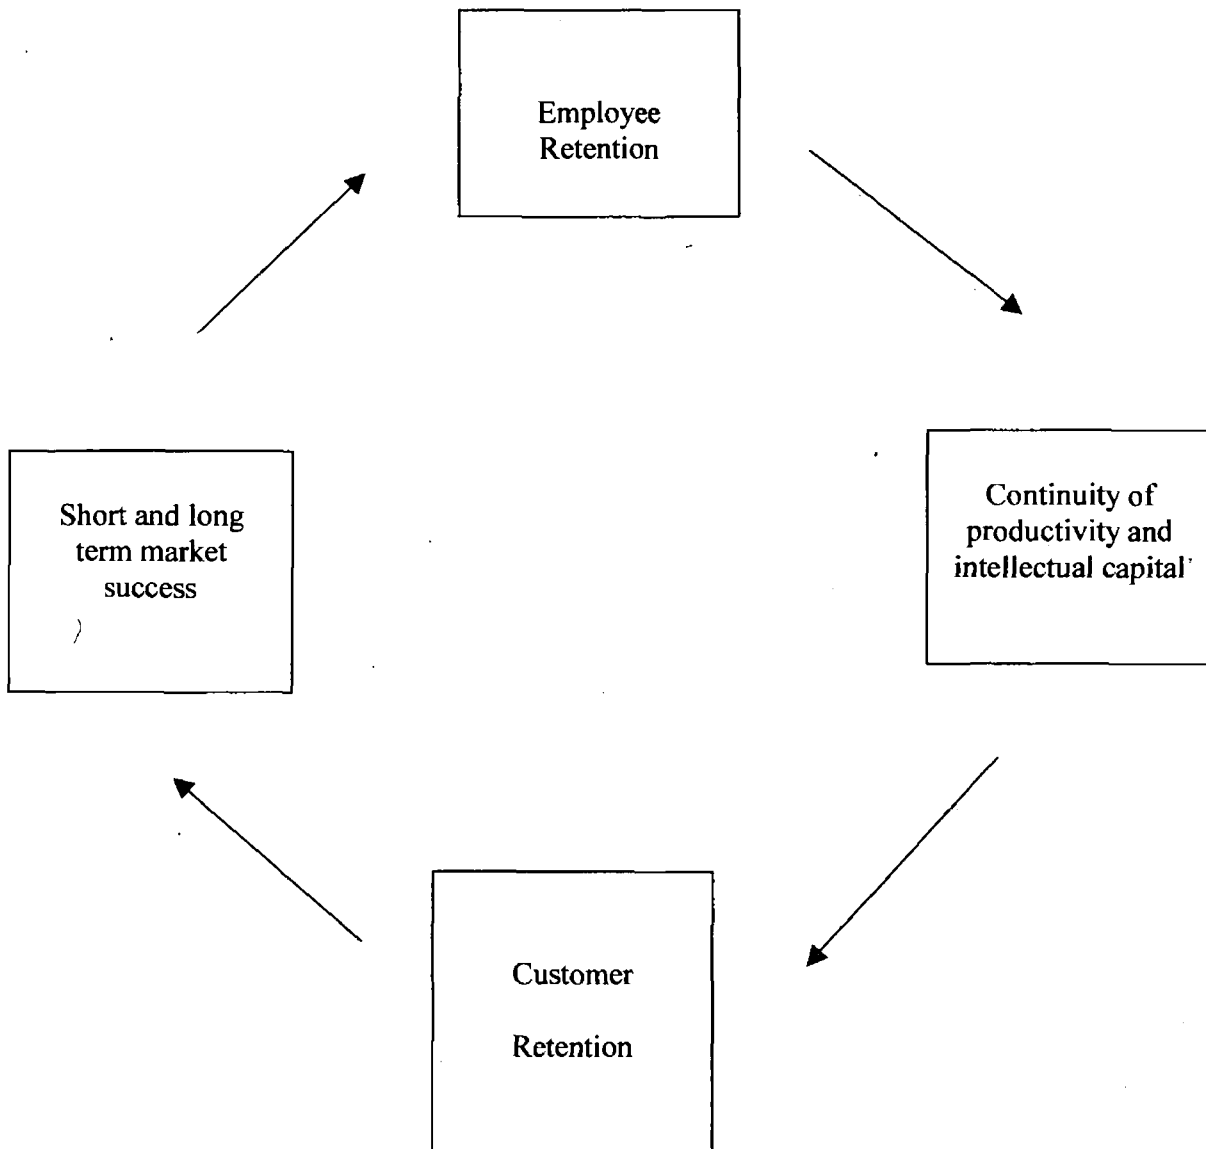 Employee
Retention
Short and long
term market
success
Continuity of
productivity and
intellectual capital
Customer
Retention